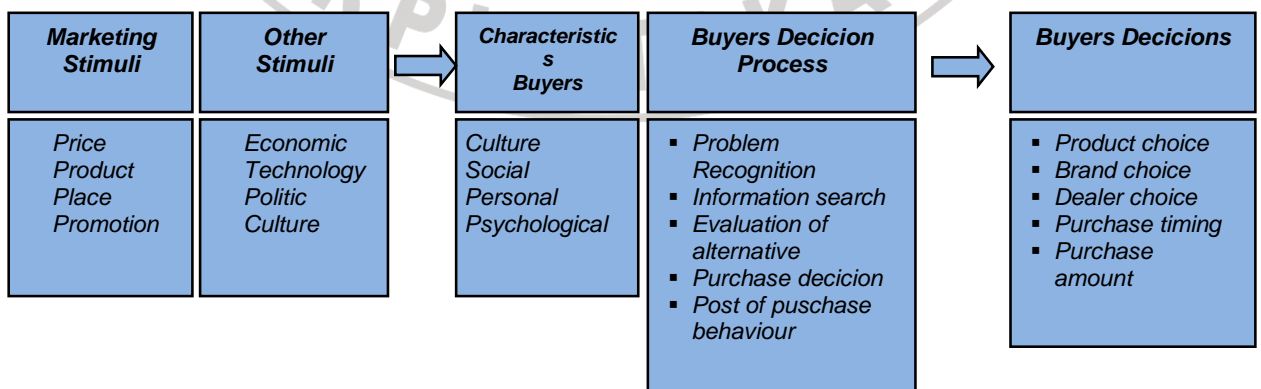 Marketing
Stimuli
Other
Stimuli
Characteristic
s
Buyers
Buyers Decicion
Process
Buyers Decicions
Price
Product
Place
Promotion
Economic
Technology
Politic
Culture
Culture
Social
Personal
Psychological
▪ Problem
Recognition
▪ Information search
▪ Evaluation of
alternative
▪ Purchase decicion
▪ Post of puschase
behaviour
▪ Product choice
▪ Brand choice
▪ Dealer choice
▪ Purchase timing
▪ Purchase
amount